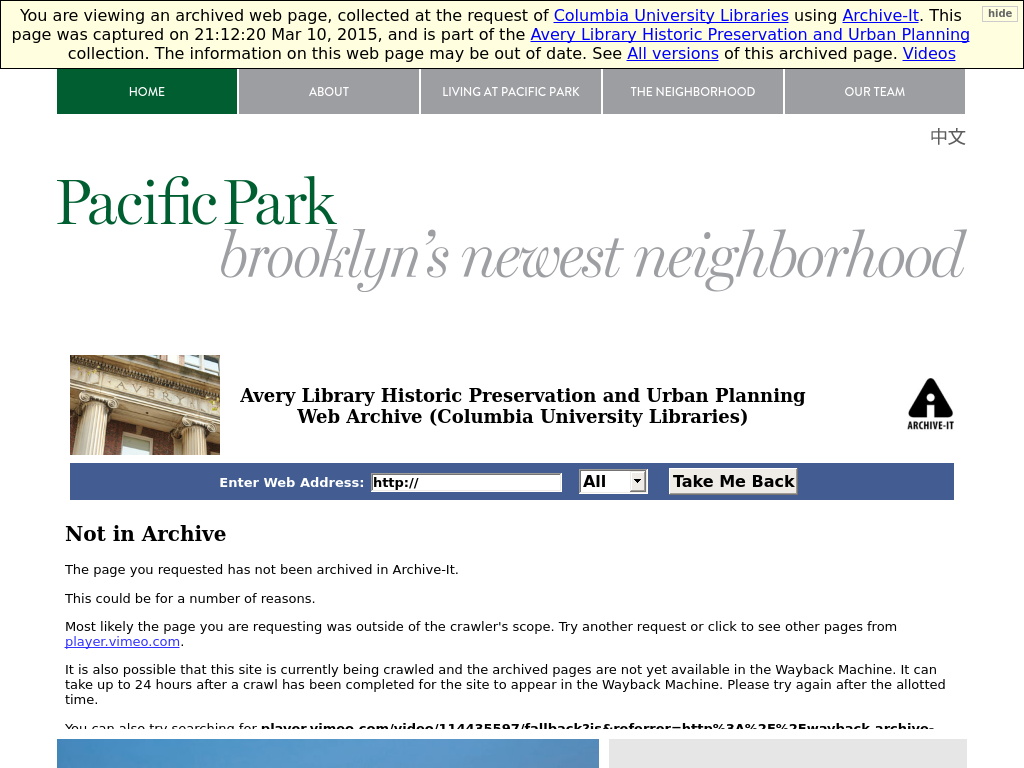 You are viewing an archived web page, collected at the request of Columbia University Libraries using Archive-It. This
page was captured on 21:12:20 Mar 10, 2015, and is part of the Avery Library Historic Preservation and Urban Planning
collection. The information on this web page may be out of date. See All versions of this archived page. Videos
hide
HOME
ABOUT
LIVING AT PACIFIC PARK
THE NEIGHBORHOOD
OUR TEAM
中文
Pacific Park
brooklyn's newest neighborhood
AVERY
Avery Library Historic Preservation and Urban Planning
Web Archive (Columbia University Libraries)
ARCHIVE-IT
Enter Web Address: http:// All Take Me Back
Not in Archive
The page you requested has not been archived in Archive-It.
This could be for a number of reasons.
Most likely the page you are requesting was outside of the crawler's scope. Try another request or click to see other pages from
player.vimeo.com.
It is also possible that this site is currently being crawled and the archived pages are not yet available in the Wayback Machine. It can
take up to 24 hours after a crawl has been completed for the site to appear in the Wayback Machine. Please try again after the allotted
time.
You can also try searching for player.vimeo.com/video/114435597/fallback?js&referrer=http%3A%2F%2Fwayback.archive-